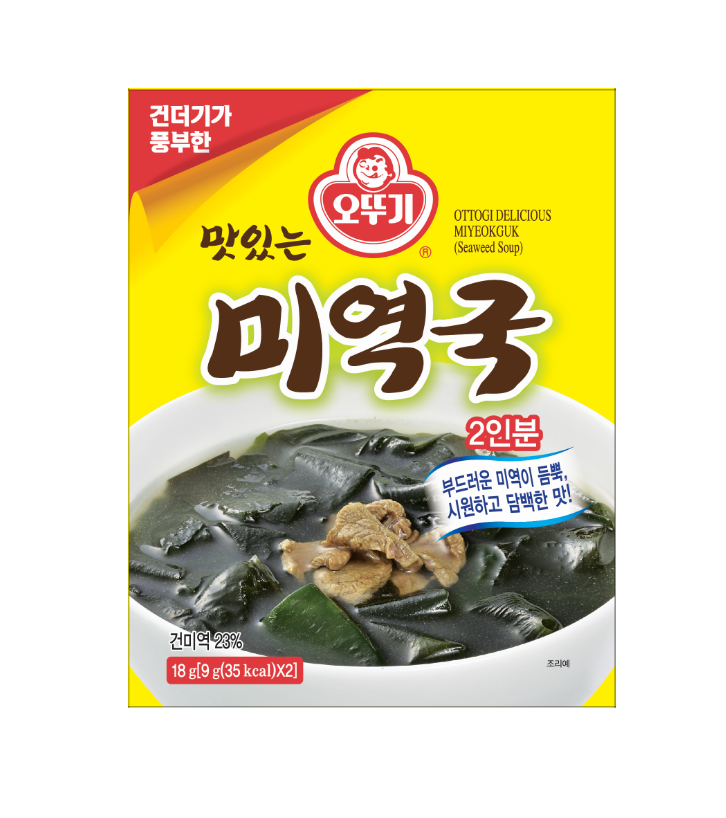 건더기가
풍부한
오뚜기
®
OTTOGI DELICIOUS
MIYEOKGUK
(Seaweed Soup)
맛있는
미역국
2인분
부드러운 미역이 듬뿍,
시원하고 담백한 맛!
건미역 23%
18 g[9 g(35 kcal)X2]
조리예